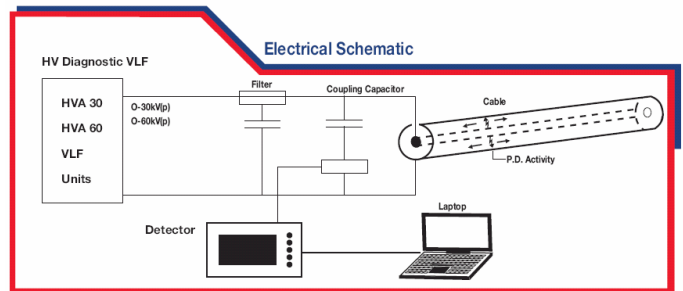 Electrical Schematic
HV Diagnostic VLF
HVA 30
HVA 60
VLF
Units
O-30kV(p)
O-60kV(p)
Filter
Coupling Capacitor
Cable
P.D. Activity
Detector
Laptop